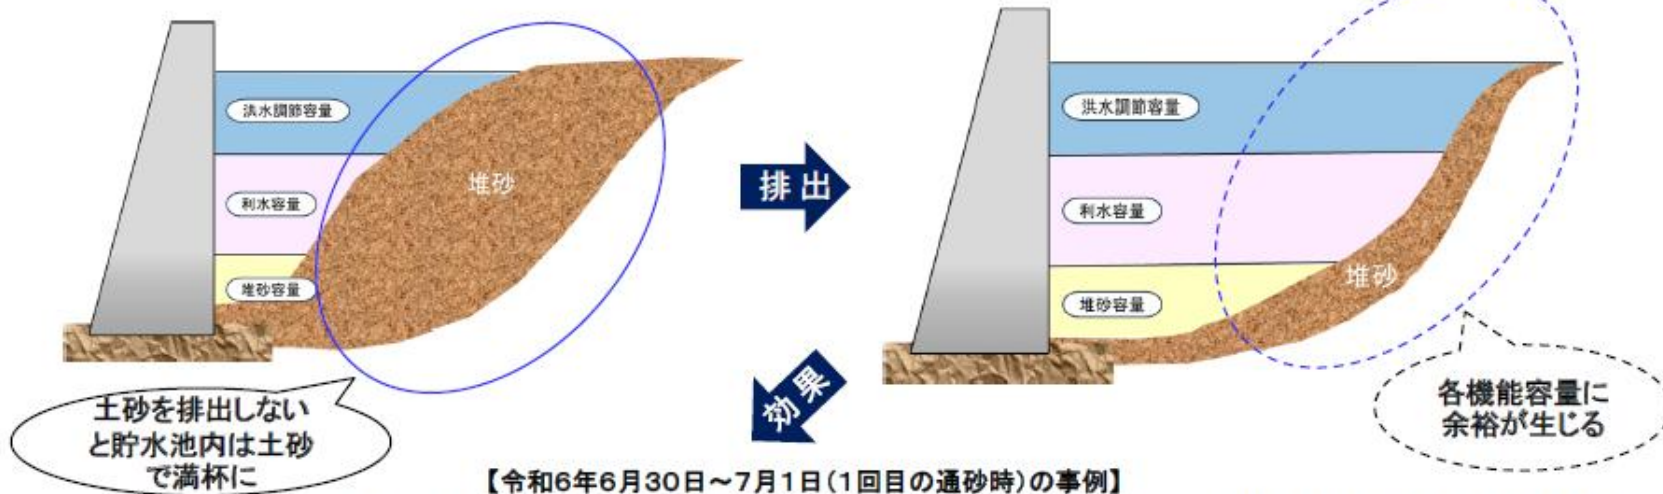 洪水調節容量
利水容量
堆砂容量
堆砂
土砂を排出しない
と貯水池内は土砂
で満杯に
排出
効果
洪水調節容量
利水容量
堆砂容量
堆砂
各機能容量に
余裕が生じる
【令和6年6月30日～7月1日(1回目の通砂時)の事例】